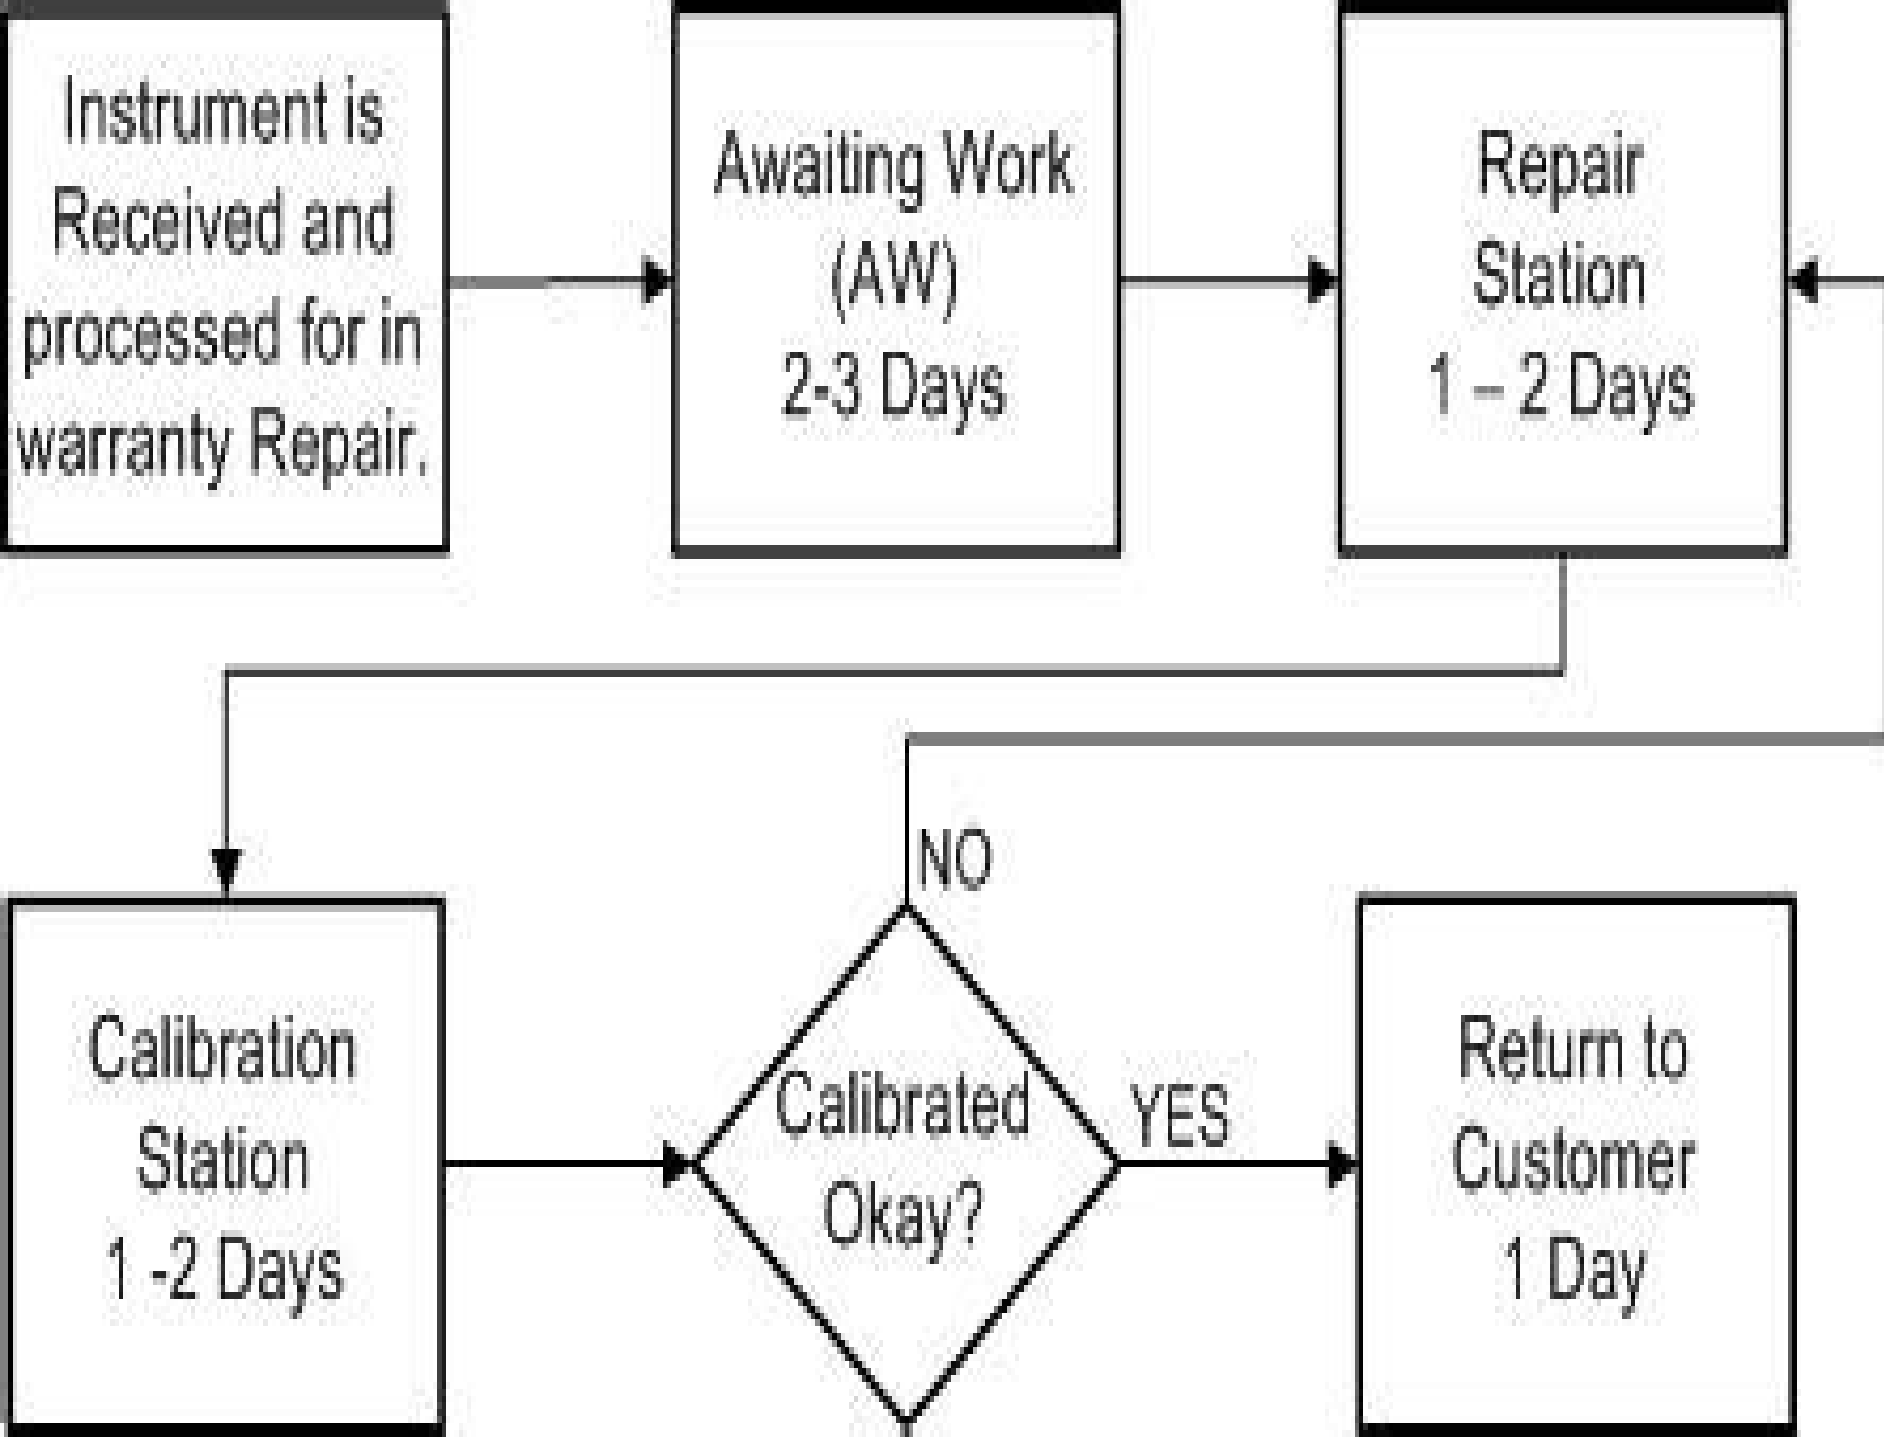 Instrument is
Received and
processed for in
warranty Repair.
Awaiting Work
(AW)
2-3 Days
Repair
Station
1 – 2 Days
NO
Calibration
Station
1 -2 Days
Calibrated
Okay?
YES
Return to
Customer
1 Day